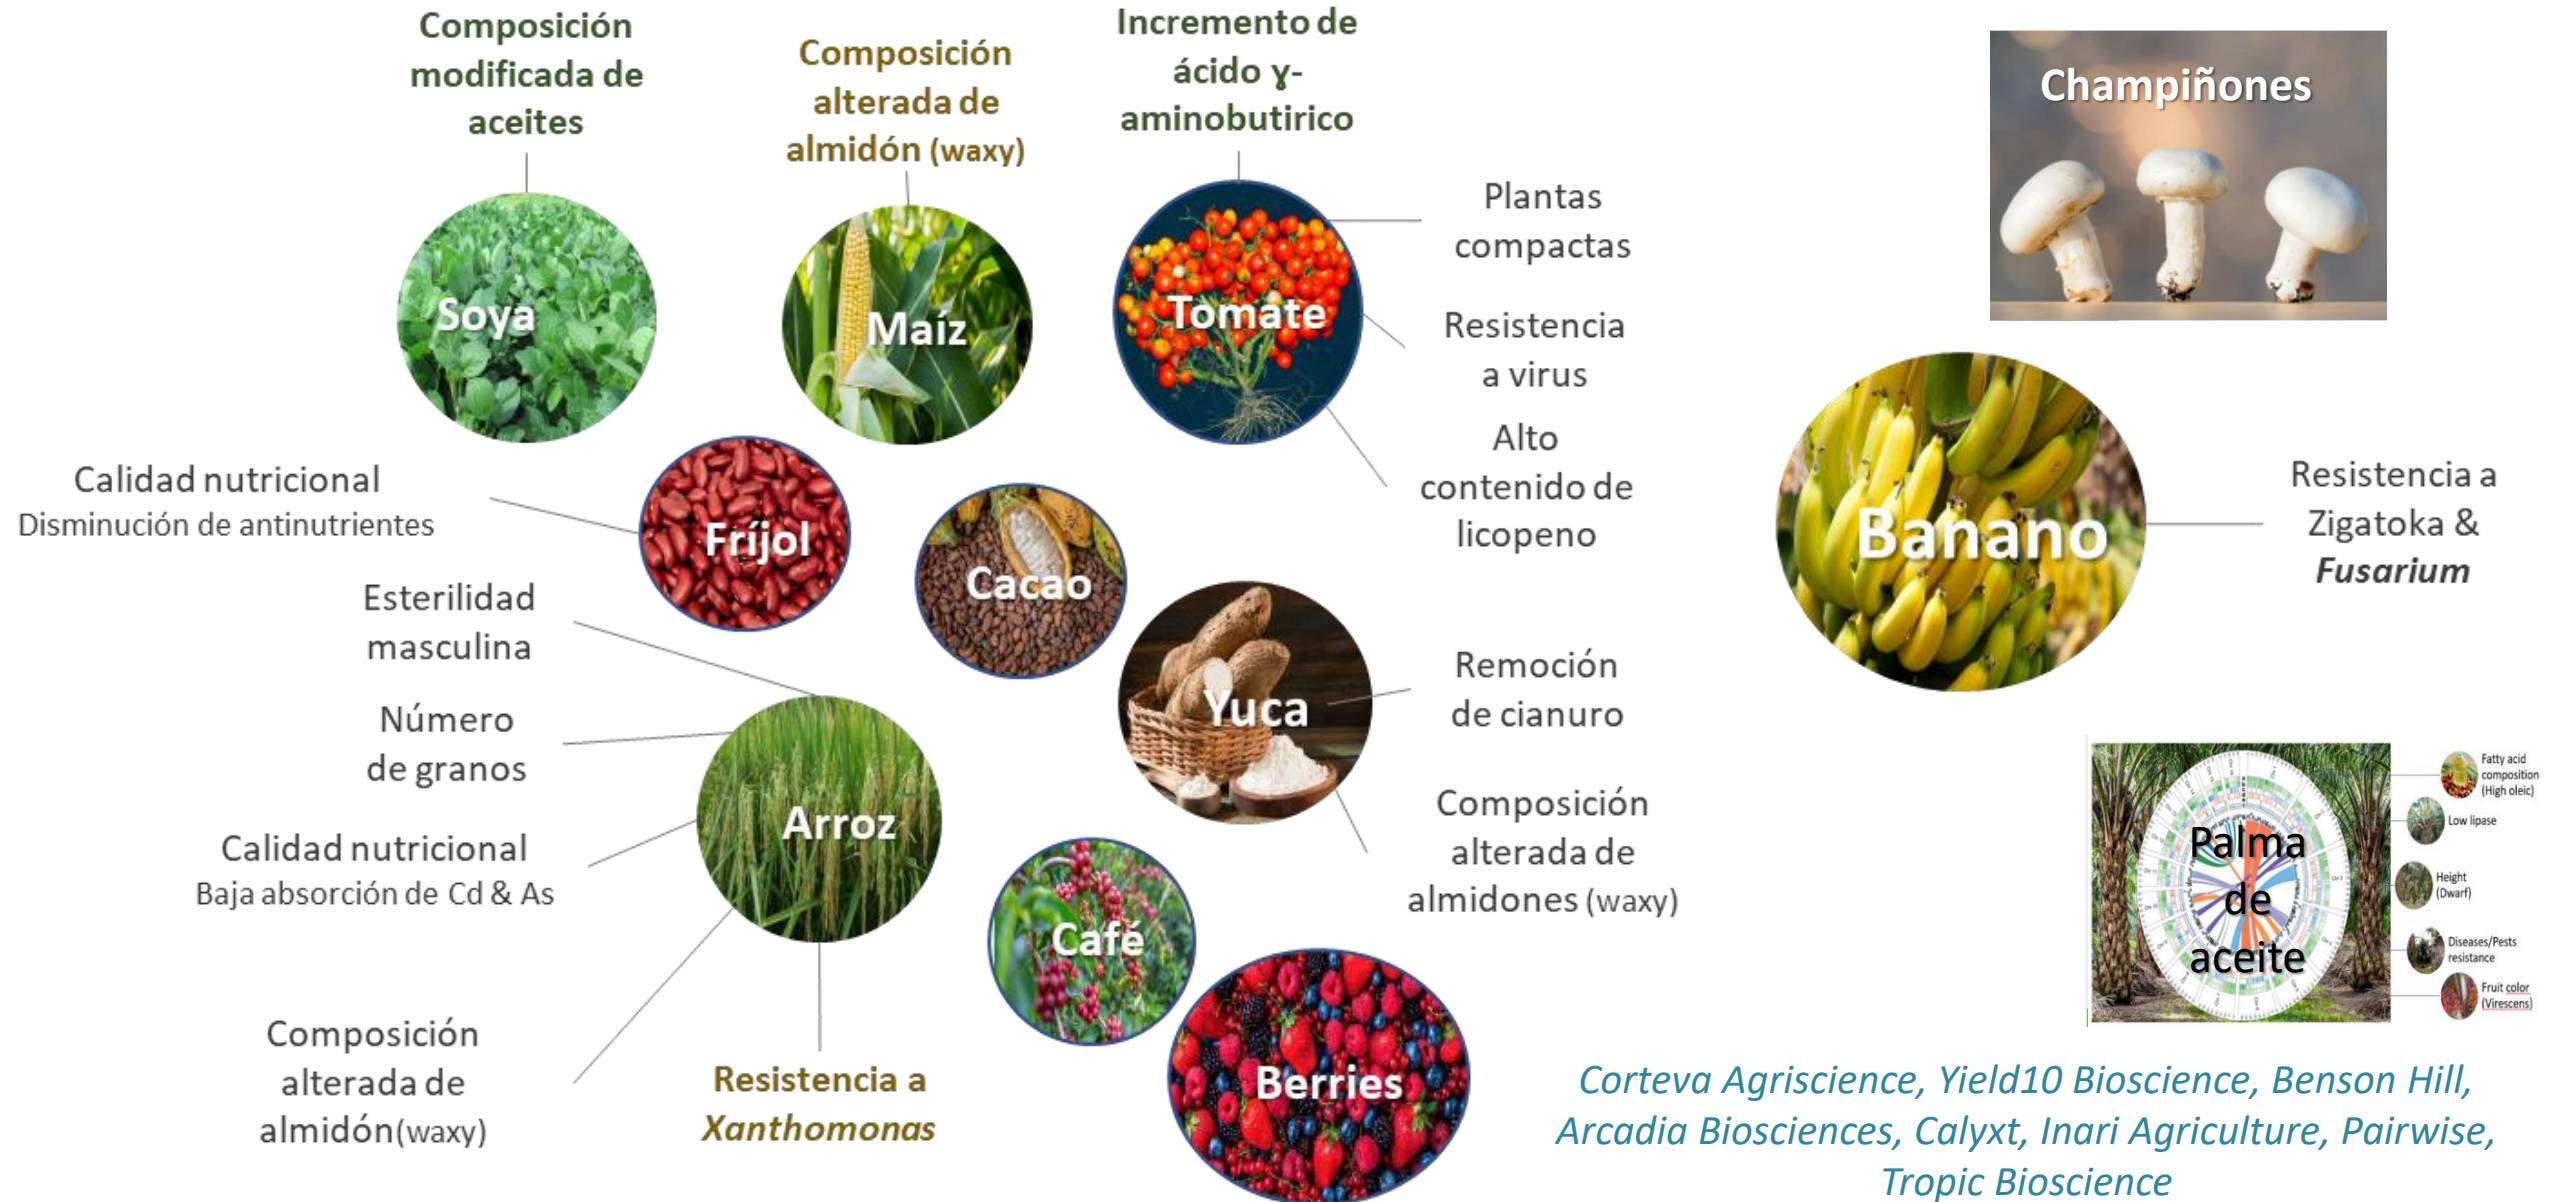 Composición
modificada de
aceites
Soya
Composición
alterada de
almidón (waxy)
Maíz
Incremento de
ácido ɣ-
aminobutirico
Tomate
Plantas
compactas
Resistencia
a virus
Alto
contenido de
licopeno
Champiñones
Calidad nutricional
Disminución de antinutrientes
Fríjol
Cacao
Banano
Resistencia a
Zigatoka &
Fusarium
Esterilidad
masculina
Número
de granos
Calidad nutricional
Baja absorción de Cd & As
Arroz
Composición
alterada de
almidón(waxy)
Resistencia a
Xanthomonas
Yuca
Remoción
de cianuro
Composición
alterada de
almidones (waxy)
Café
Berries
Palma
de
aceite
Fatty acid
composition
(High oleic)
Low lipase
Height
(Dwarf)
Diseases/Pests
resistance
Fruit color
(Virescens)
Corteva Agriscience, Yield10 Bioscience, Benson Hill,
Arcadia Biosciences, Calyxt, Inari Agriculture, Pairwise,
Tropic Bioscience